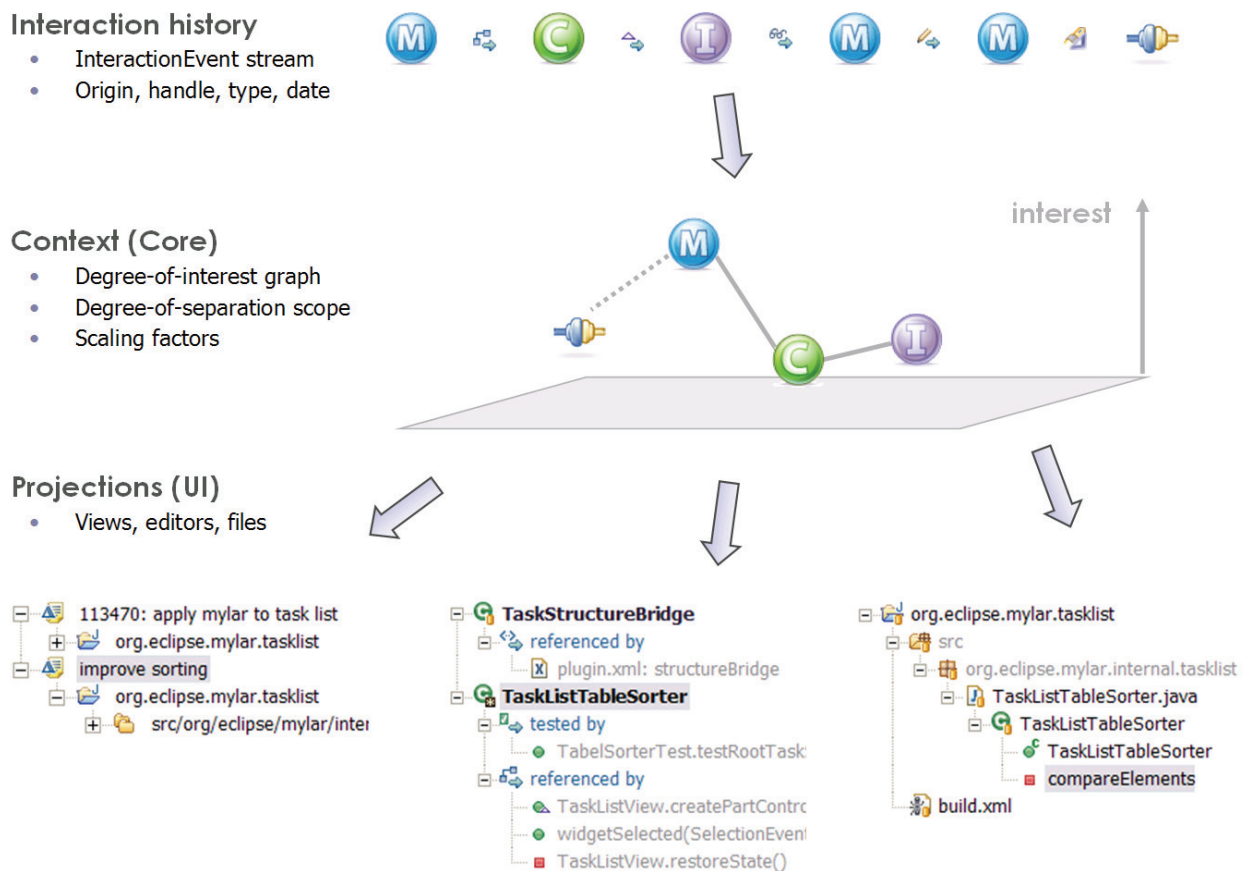 Interaction history
InteractionEvent stream
Origin, handle, type, date
M C I M M
interest
Context (Core)
Degree-of-interest graph
Degree-of-separation scope
Scaling factors
M
C
I
Projections (UI)
Views, editors, files
113470: apply mylar to task list
org.eclipse.mylar.tasklist
improve sorting
org.eclipse.mylar.tasklist
src/org/eclipse/mylar/inter
TaskStructureBridge
referenced by
plugin.xml: structureBridge
TaskListTableSorter
tested by
TabelSorterTest.testRootTask
referenced by
TaskListView.createPartContro
widgetSelected(SelectionEvent
TaskListView.restoreState()
org.eclipse.mylar.tasklist
src
org.eclipse.mylar.internal.tasklist
TaskListTableSorter.java
TaskListTableSorter
TaskListTableSorter
compareElements
build.xml